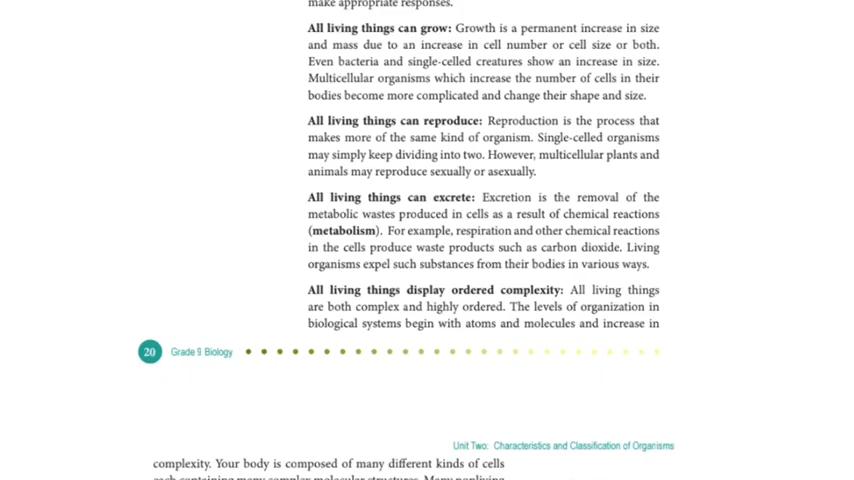 make appropriate responses.
All living things can grow: Growth is a permanent increase in size
and mass due to an increase in cell number or cell size or both.
Even bacteria and single-celled creatures show an increase in size.
Multicellular organisms which increase the number of cells in their
bodies become more complicated and change their shape and size.
All living things can reproduce: Reproduction is the process that
makes more of the same kind of organism. Single-celled organisms
may simply keep dividing into two. However, multicellular plants and
animals may reproduce sexually or asexually.
All living things can excrete: Excretion is the removal of the
metabolic wastes produced in cells as a result of chemical reactions
(metabolism). For example, respiration and other chemical reactions
in the cells produce waste products such as carbon dioxide. Living
organisms expel such substances from their bodies in various ways.
All living things display ordered complexity: All living things
are both complex and highly ordered. The levels of organization in
biological systems begin with atoms and molecules and increase in
20 Grade 9 Biology
Unit Two: Characteristics and Classification of Organisms
complexity. Your body is composed of many different kinds of cells
each containing many complex molecular structures. Many nonliving